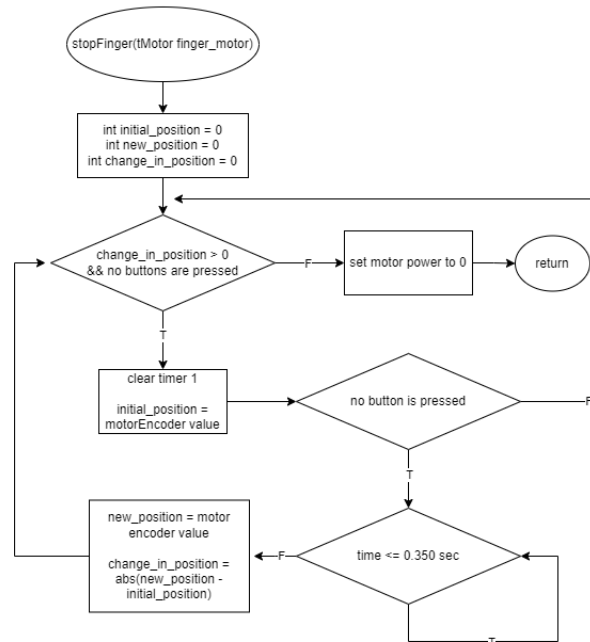 stopFinger(tMotor finger_motor)
int initial_position = 0
int new_position = 0
int change_in_position = 0
change_in_position > 0
&& no buttons are pressed
F
set motor power to 0
return
T
clear timer 1
initial_position =
motorEncoder value
no button is pressed
F
T
new_position = motor
encoder value
change_in_position =
abs(new_position -
initial_position)
F
time <= 0.350 sec
T